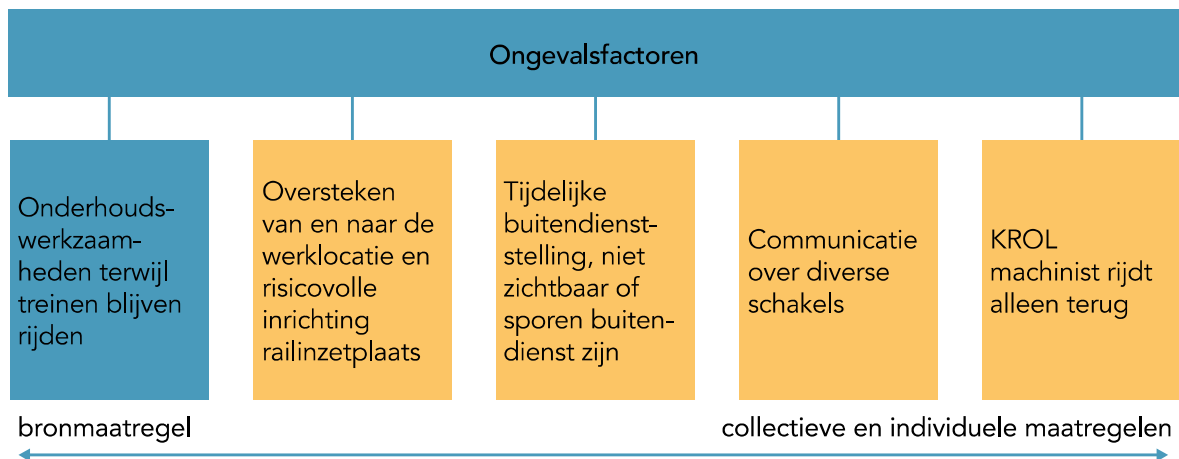 Ongevalsfactoren
Onderhouds-
werkzaam-
heden terwijl
treinen blijven
rijden
Oversteken
van en naar de
werklocatie en
risicovolle
inrichting
railinzetplaats
Tijdelijke
buitendienst-
stelling, niet
zichtbaar of
sporen buiten-
dienst zijn
Communicatie
over diverse
schakels
KROL
machinist rijdt
alleen terug
bronmaatregel
collectieve en individuele maatregelen